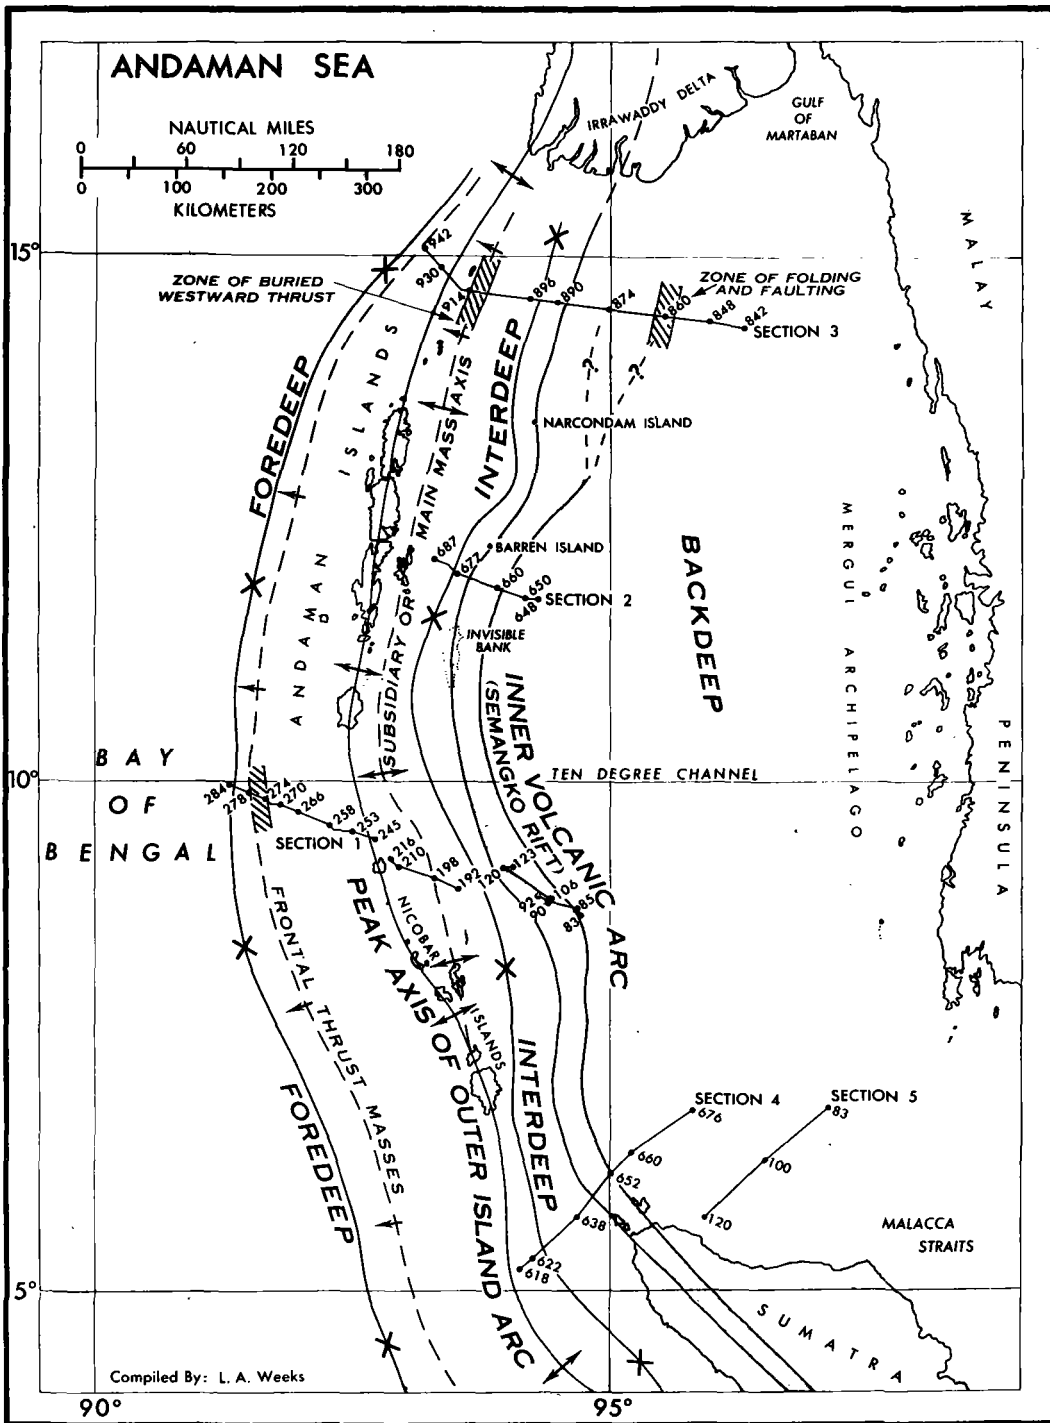 ANDAMAN SEA
NAUTICAL MILES
0 60 120 180
0 100 200 300
KILOMETERS
IRRAWADDY DELTA
GULF
OF
MARTABAN
MALAY
15°
942
930
914
ZONE OF BURIED
WESTWARD THRUST
896
890
874
ZONE OF FOLDING
AND FAULTING
860
848
842
SECTION 3
FOREDEEP
ANDAMAN ISLANDS
SUBSIDIARY OR MAIN MASS AXIS
INTERDEEP
?
?
NARCONDAM ISLAND
BARREN ISLAND
687
677
660
650
648
SECTION 2
INVISIBLE
BANK
BACKDEEP
MERGUI ARCHIPELAGO
PENINSULA
INNER VOLCANIC ARC
(SEMANGKO RIFT)
TEN DEGREE CHANNEL
10°
BAY
OF
BENGAL
284
278
274
270
266
258
253
245
SECTION 1
216
210
198
192
120
123
106
925
90
85
83
NICOBAR
ISLANDS
PEAK AXIS OF OUTER ISLAND ARC
FRONTAL THRUST MASSES
FOREDEEP
INTERDEEP
SECTION 4
676
660
652
638
622
618
SECTION 5
83
100
120
MALACCA
STRAITS
5°
SUMATRA
Compiled By: L. A. Weeks
90°
95°